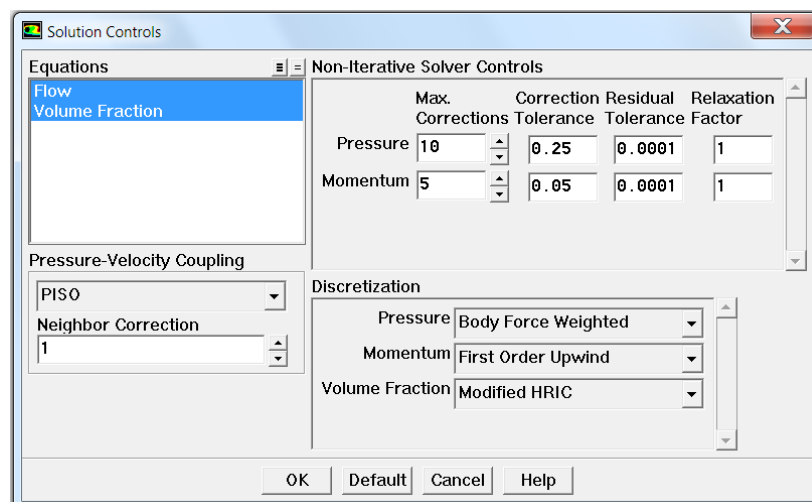 Solution Controls
Equations
Flow
Volume Fraction
Pressure-Velocity Coupling
PISO
Neighbor Correction
1
Non-Iterative Solver Controls
Max. Corrections Correction Tolerance Residual Tolerance Relaxation Factor
Pressure 10 0.25 0.0001 1
Momentum 5 0.05 0.0001 1
Discretization
Pressure Body Force Weighted
Momentum First Order Upwind
Volume Fraction Modified HRIC
OK Default Cancel Help